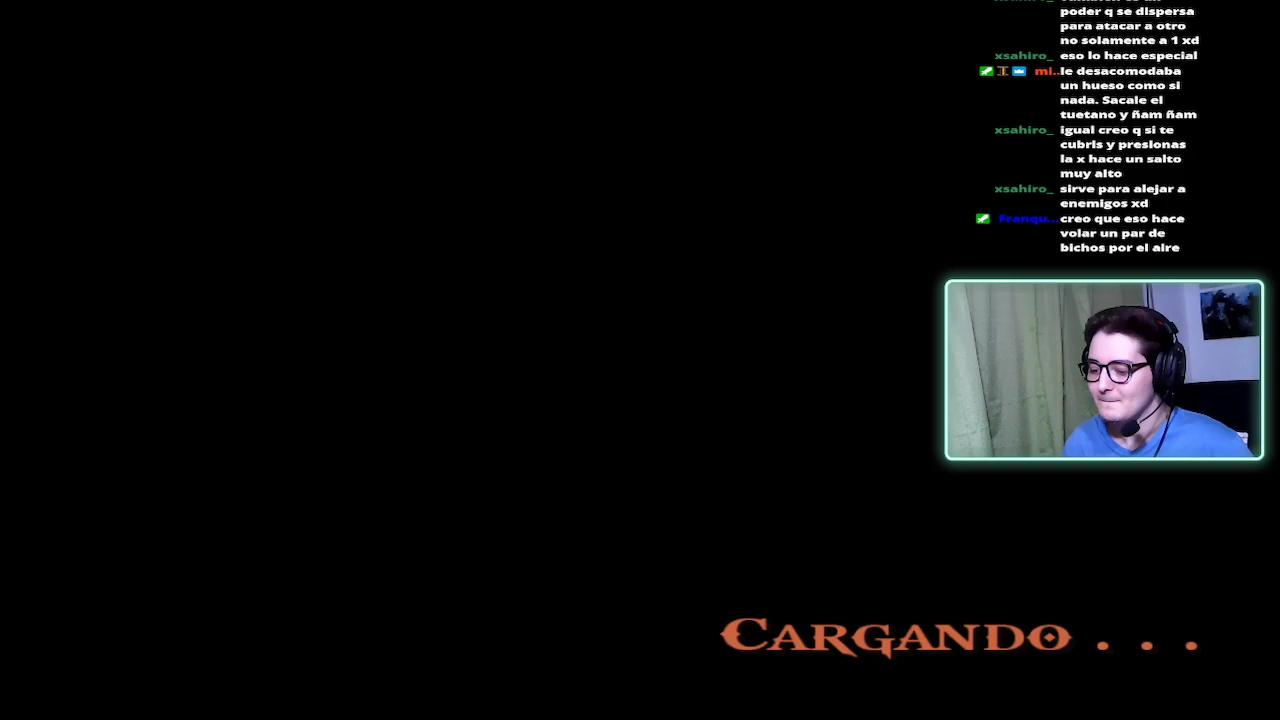 poder q se dispersa
para atacar a otro
no solamente a 1 xd
xsahiro_ eso lo hace especial
mi.. le desacomodaba
un hueso como si
nada. Sacale el
tuetano y ñam ñam
xsahiro_ igual creo q si te
cubris y presionas
la x hace un salto
muy alto
xsahiro_ sirve para alejar a
enemigos xd
Franqu... creo que eso hace
volar un par de
bichos por el aire
CARGANDO . . .